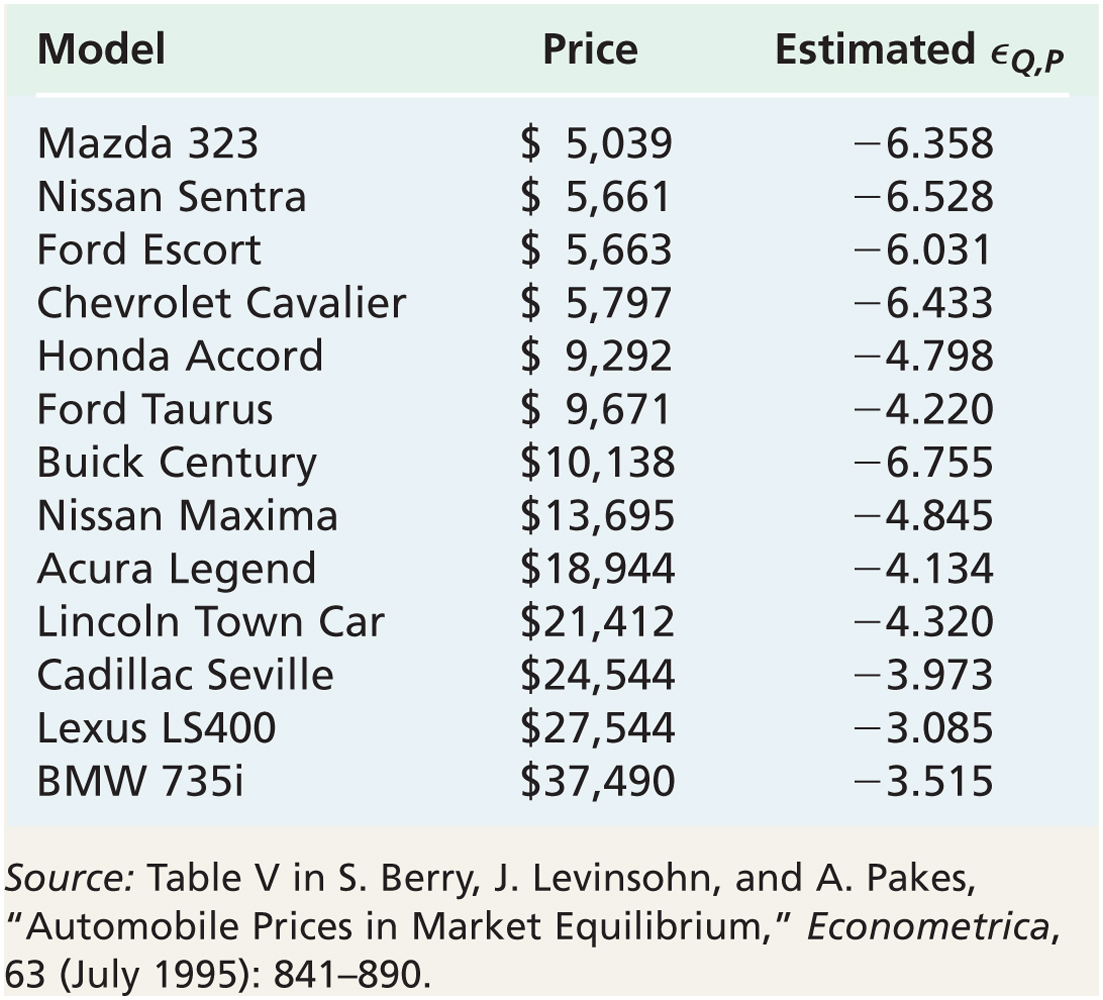 Model Price Estimated ϵQ,P
Mazda 323 $ 5,039 −6.358
Nissan Sentra $ 5,661 −6.528
Ford Escort $ 5,663 −6.031
Chevrolet Cavalier $ 5,797 −6.433
Honda Accord $ 9,292 −4.798
Ford Taurus $ 9,671 −4.220
Buick Century $10,138 −6.755
Nissan Maxima $13,695 −4.845
Acura Legend $18,944 −4.134
Lincoln Town Car $21,412 −4.320
Cadillac Seville $24,544 −3.973
Lexus LS400 $27,544 −3.085
BMW 735i $37,490 −3.515
Source: Table V in S. Berry, J. Levinsohn, and A. Pakes,
“Automobile Prices in Market Equilibrium,” Econometrica,
63 (July 1995): 841–890.